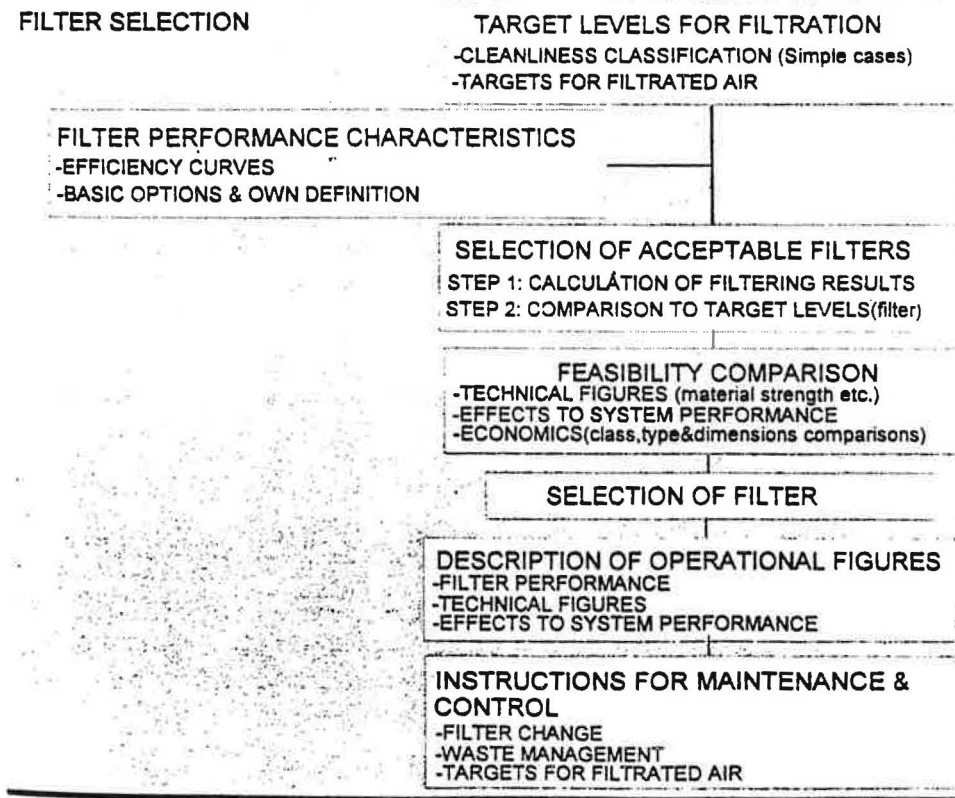 FILTER SELECTION
TARGET LEVELS FOR FILTRATION
-CLEANLINESS CLASSIFICATION (Simple cases)
-TARGETS FOR FILTRATED AIR
FILTER PERFORMANCE CHARACTERISTICS
-EFFICIENCY CURVES
-BASIC OPTIONS & OWN DEFINITION
SELECTION OF ACCEPTABLE FILTERS
STEP 1: CALCULATION OF FILTERING RESULTS
STEP 2: COMPARISON TO TARGET LEVELS(filter)
FEASIBILITY COMPARISON
-TECHNICAL FIGURES (material strength etc.)
-EFFECTS TO SYSTEM PERFORMANCE
-ECONOMICS(class,type&dimensions comparisons)
SELECTION OF FILTER
DESCRIPTION OF OPERATIONAL FIGURES
-FILTER PERFORMANCE
-TECHNICAL FIGURES
-EFFECTS TO SYSTEM PERFORMANCE
INSTRUCTIONS FOR MAINTENANCE &
CONTROL
-FILTER CHANGE
-WASTE MANAGEMENT
-TARGETS FOR FILTRATED AIR